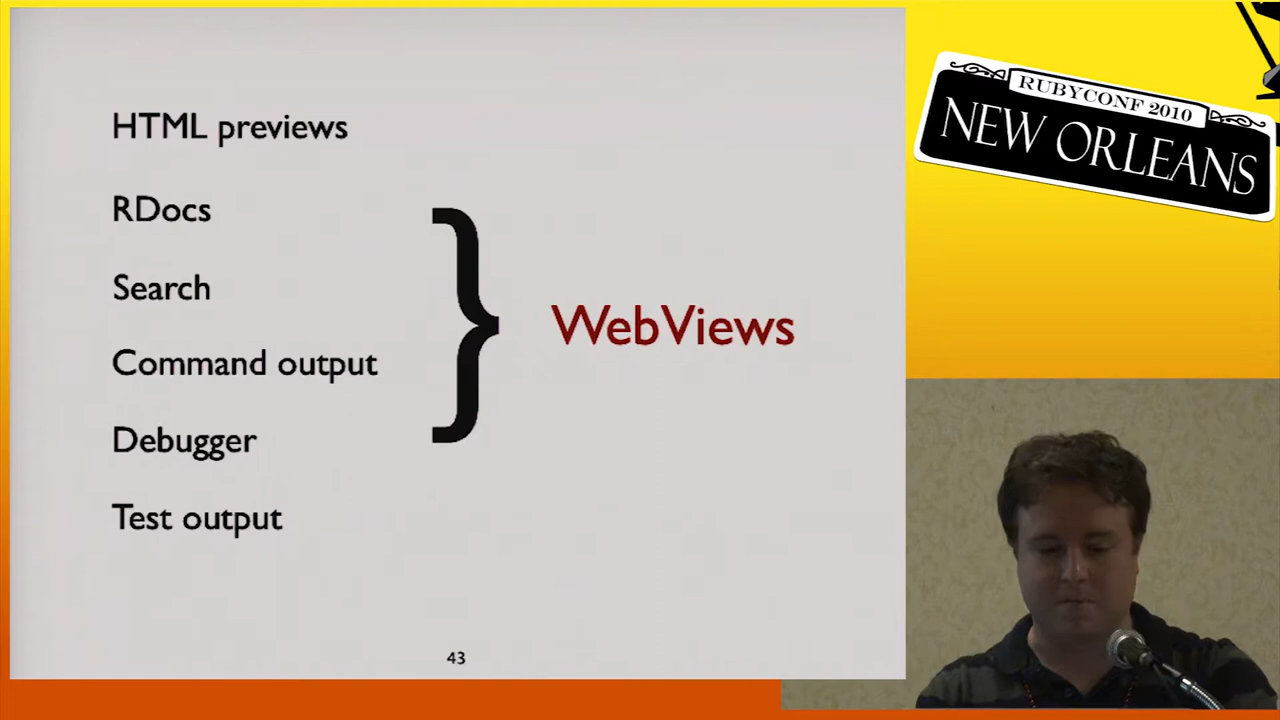 HTML previews
RDocs
Search
Command output
Debugger
Test output
}
WebViews
43
RUBYCONF 2010
NEW ORLEANS